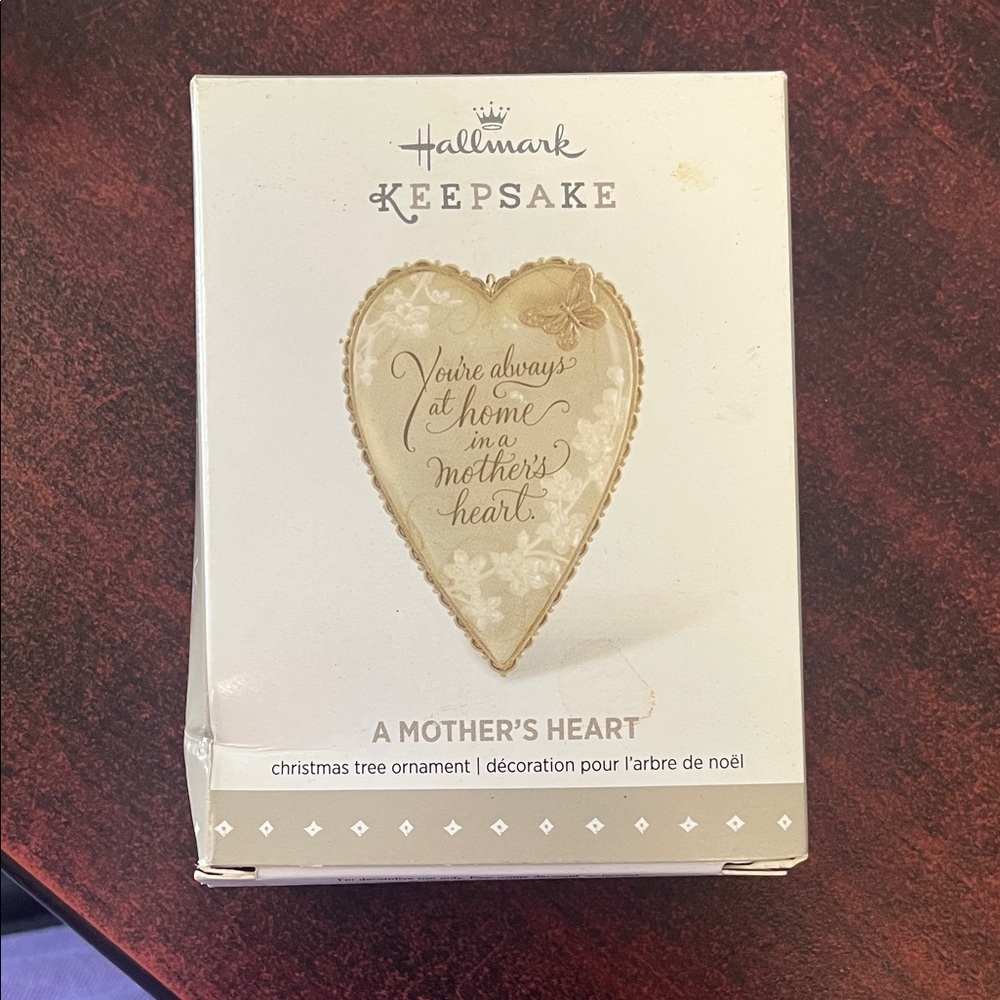 Hallmark
KEEPSAKE
You're always
at home
in a
mother's
heart.
A MOTHER'S HEART
christmas tree ornament | décoration pour l'arbre de noël